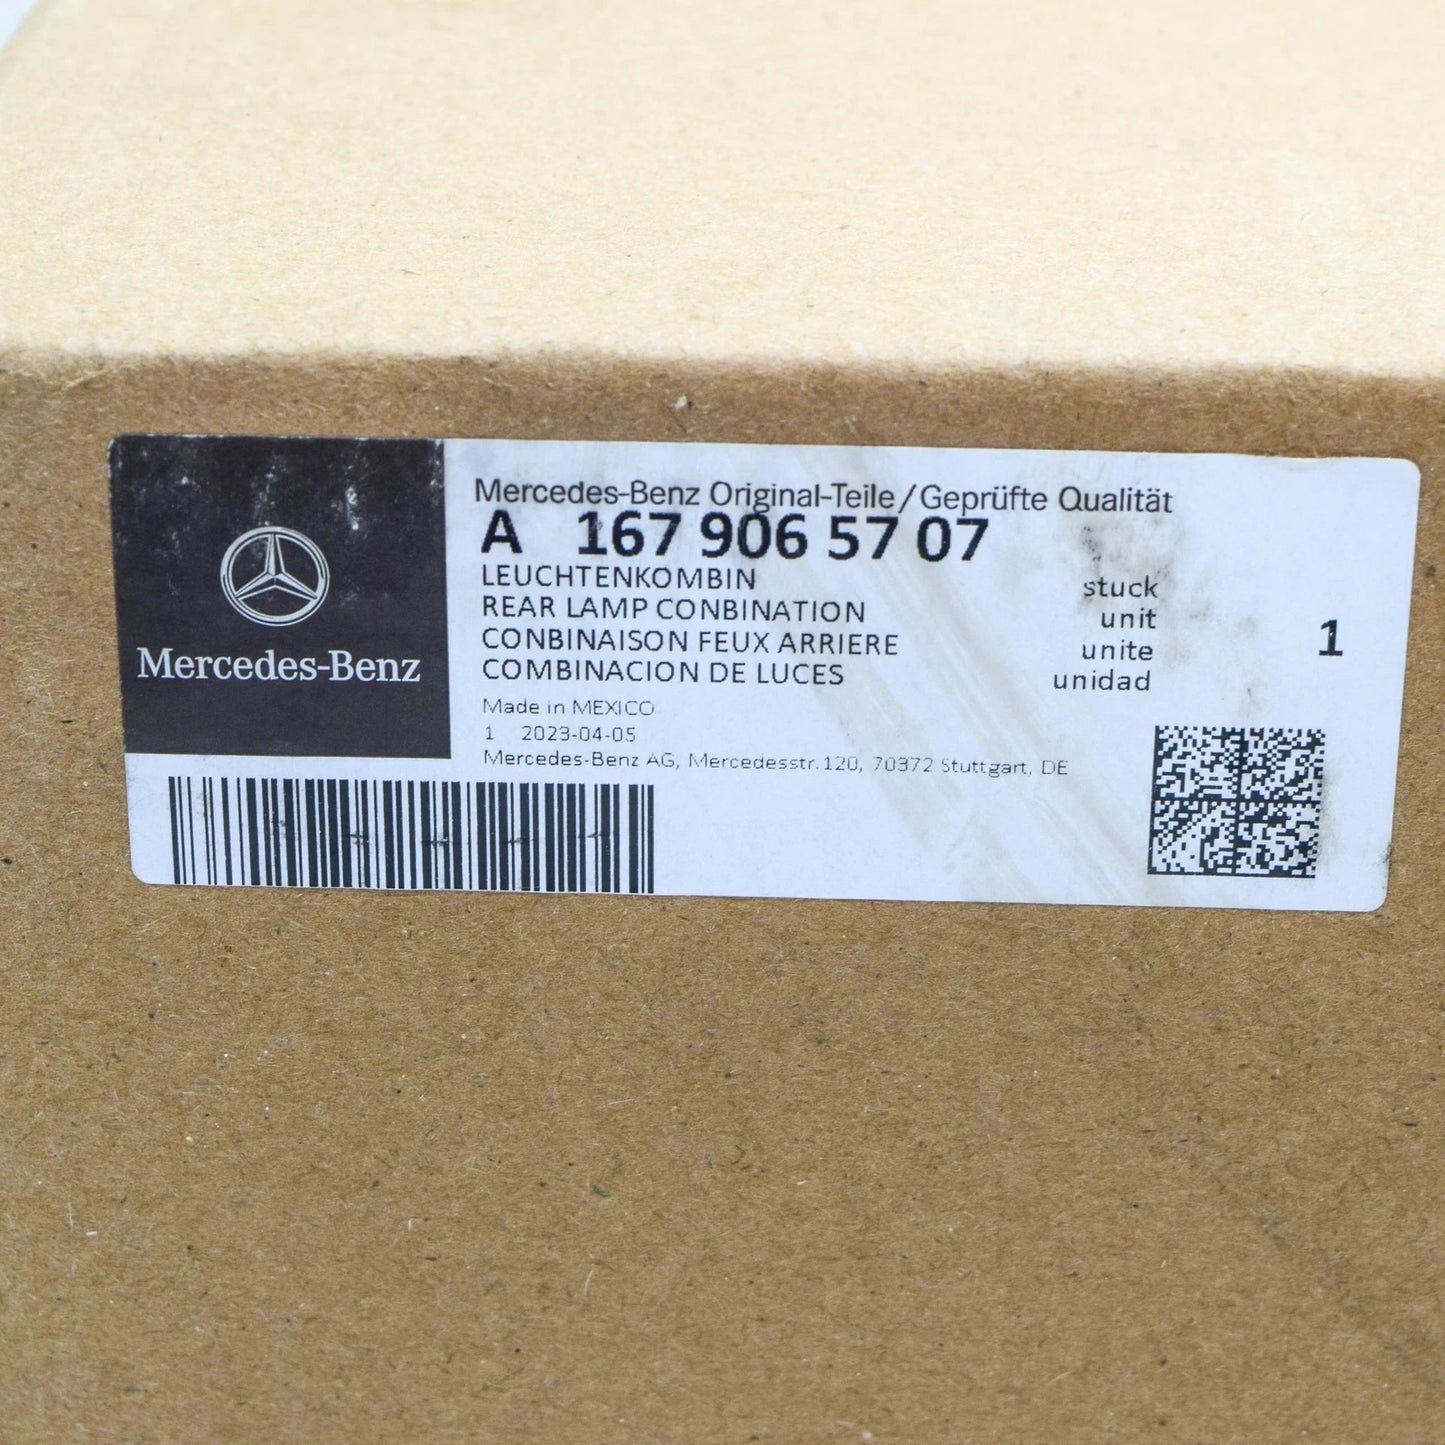 Mercedes-Benz
Mercedes-Benz Original-Teile/Geprüfte Qualität
A 167 906 57 07
LEUCHTENKOMBIN stuck
REAR LAMP CONBINATION unit
CONBINAISON FEUX ARRIERE unite 1
COMBINACION DE LUCES unidad
Made in MEXICO
1 2023-04-05
Mercedes-Benz AG, Mercedesstr.120, 70372 Stuttgart, DE